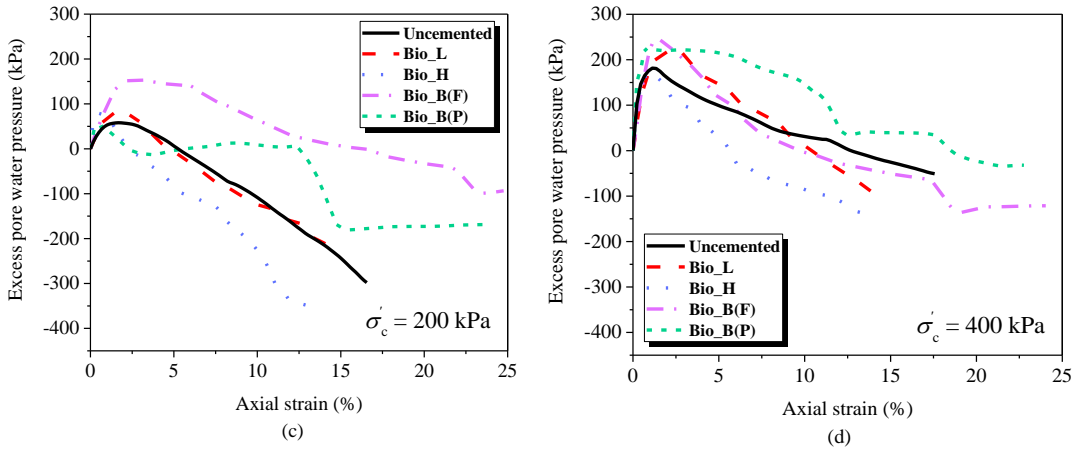 300
200
100
0
-100
-200
-300
-400
Excess pore water pressure (kPa)
Uncemented
Bio_L
Bio_H
Bio_B(F)
Bio_B(P)
σ′c = 200 kPa
0
5
10
15
20
25
Axial strain (%)
(c)
300
200
100
0
-100
-200
-300
-400
Excess pore water pressure (kPa)
Uncemented
Bio_L
Bio_H
Bio_B(F)
Bio_B(P)
σ′c = 400 kPa
0
5
10
15
20
25
Axial strain (%)
(d)